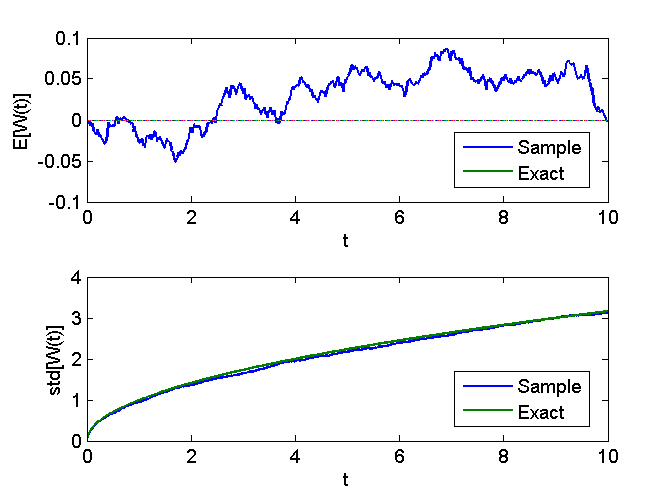 0.1
0.05
0
-0.05
-0.1
E[W(t)]
Sample
Exact
0 2 4 6 8 10
t
4
3
2
1
0
std[W(t)]
Sample
Exact
0 2 4 6 8 10
t